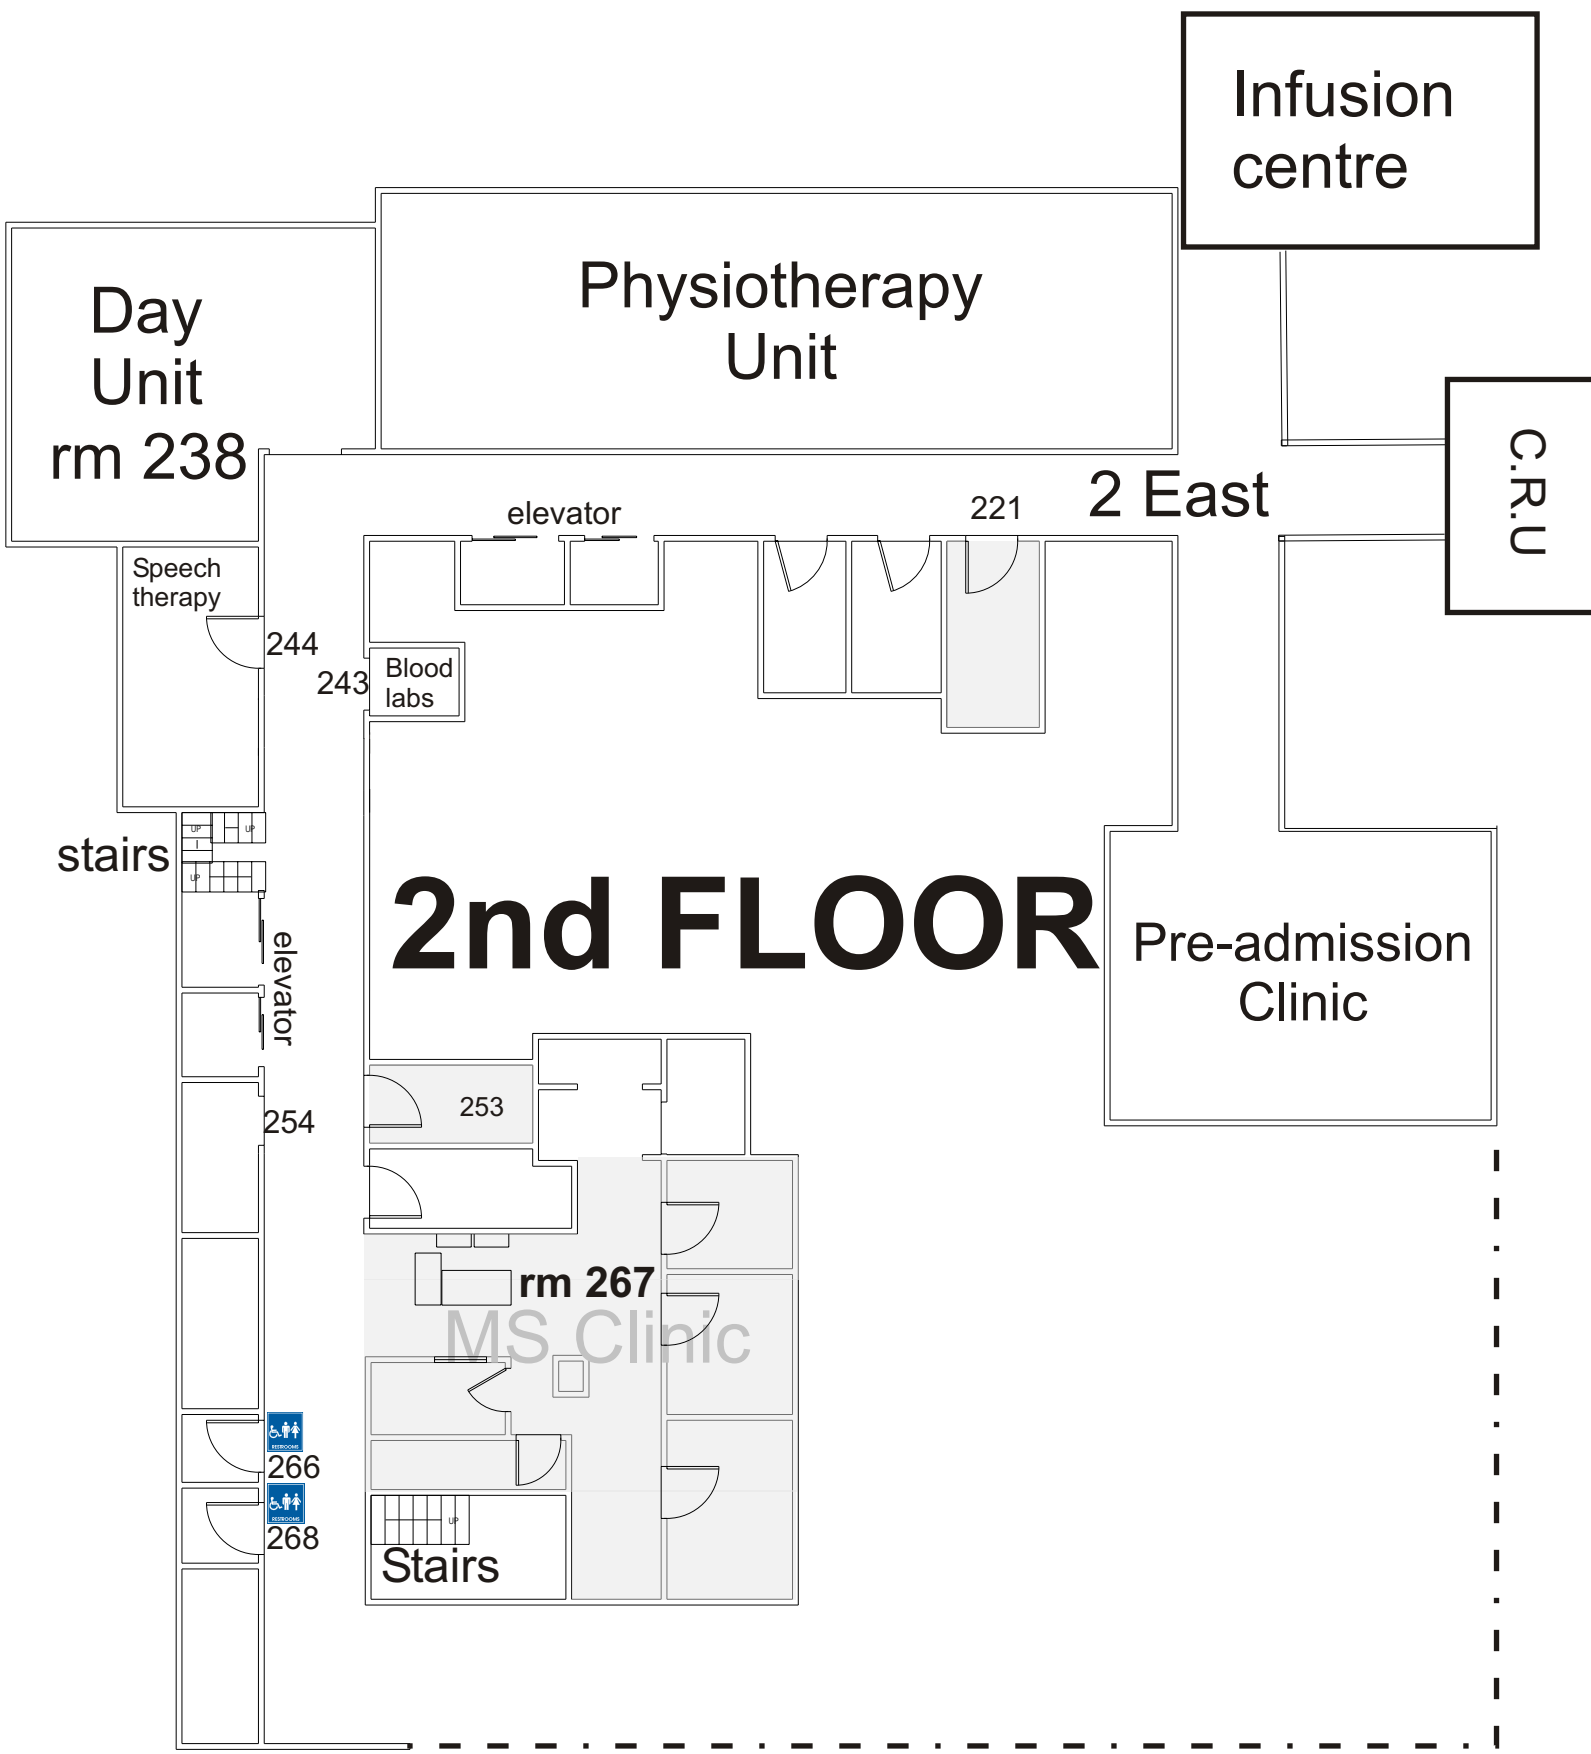 Infusion
centre
Physiotherapy
Unit
Day
Unit
rm 238
C.R.U
2 East
221
elevator
Speech
therapy
244
243
Blood
labs
stairs
UP
UP
UP
2nd FLOOR
elevator
Pre-admission
Clinic
253
254
rm 267
MS Clinic
RESTROOMS
266
RESTROOMS
268
UP
Stairs